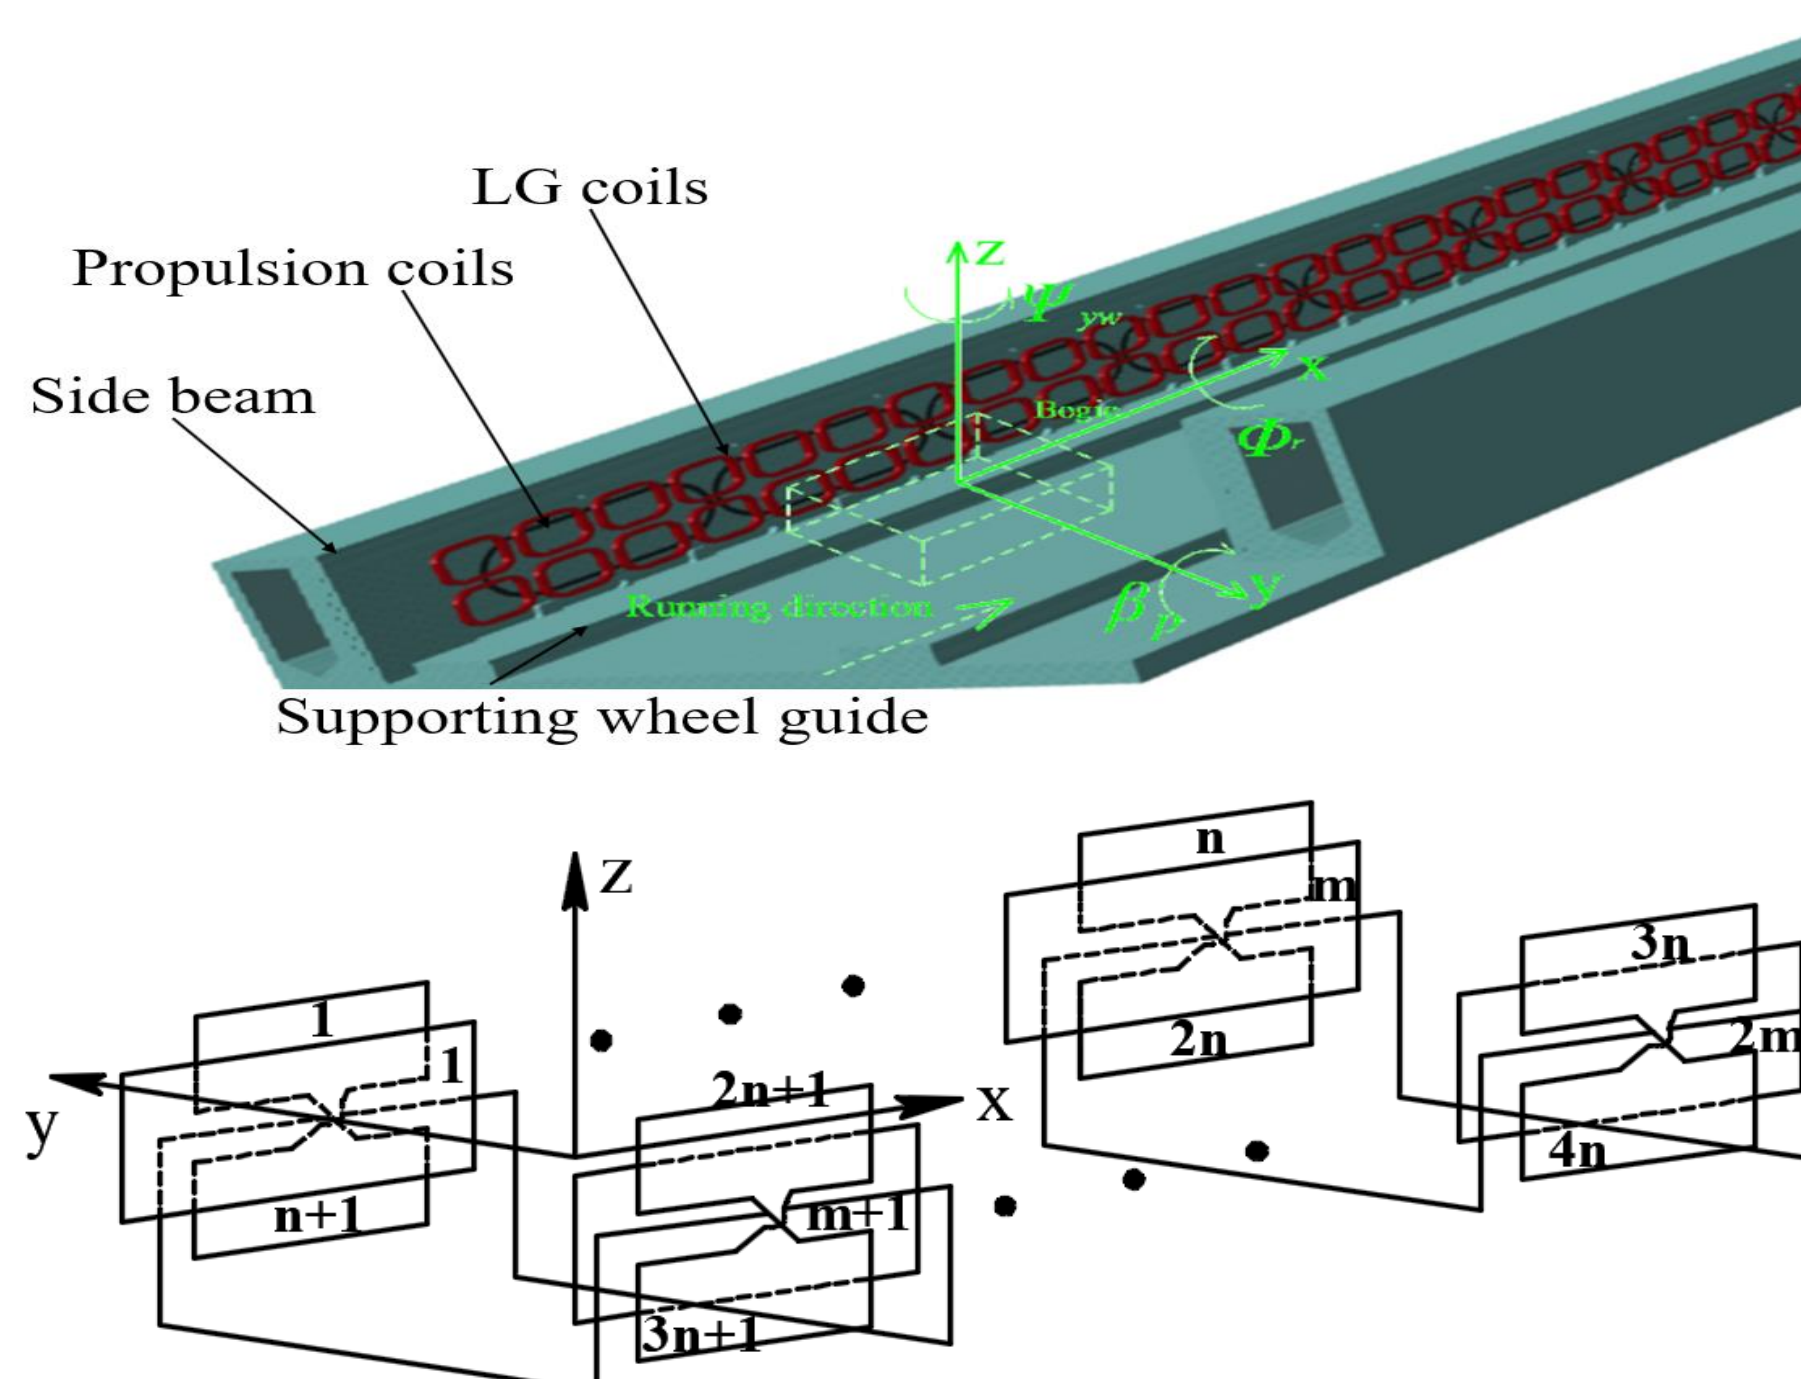 LG coils
Propulsion coils
Side beam
z
Ψ yw
x
Bogie
Φr
Running direction
βp
y
Supporting wheel guide
n
m
z
3n
1
1
2n
2m
y
2n+1
x
4n
n+1
m+1
3n+1